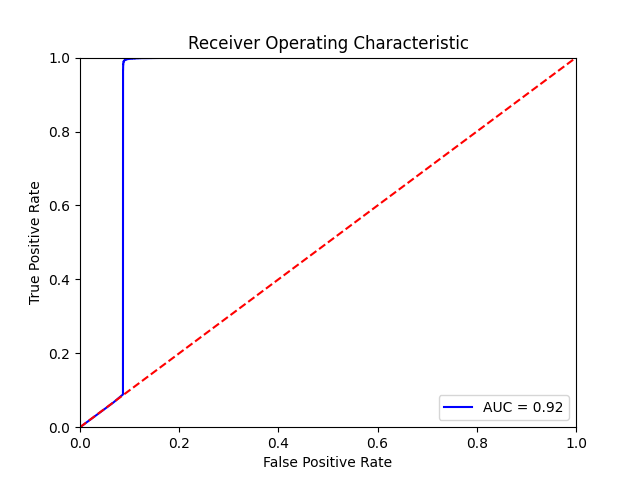 Receiver Operating Characteristic
1.0
0.8
0.6
0.4
0.2
0.0
True Positive Rate
AUC = 0.92
0.0 0.2 0.4 0.6 0.8 1.0
False Positive Rate